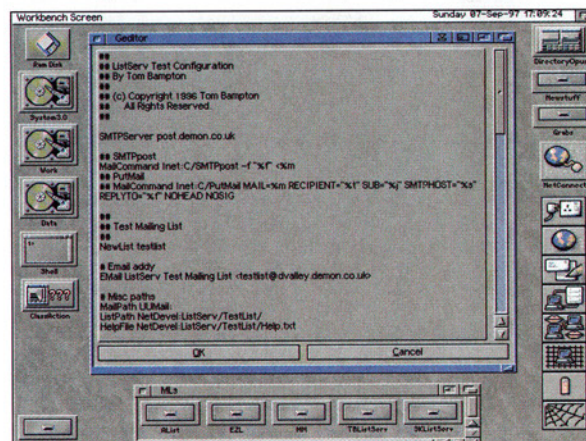 Workbench Screen
Sunday 07-Sep-97 17:09:24
Ram Disk
System3.0
Work
Data
Shell
ClassAction
Geditor
##
## ListServ Test Configuration
## By Tom Bampton
##
## (c) Copyright 1996 Tom Bampton
## All Rights Reserved.
##
SMTPServer post.demon.co.uk
## SMTPpost
MailCommand Inet:C/SMTPpost -f "%f" <%m
## PutMail
## MailCommand Inet:C/PutMail MAIL=%m RECIPIENT="%t" SUB="%j" SMTPHOST="%s"
REPLYTO="%f" NOHEAD NOSIG
##
## Test Mailing List
##
NewList testlist
# Email addy
EMail ListServ Test Mailing List <testlist@dvalley.demon.co.uk>
# Misc paths
MailPath UUMail:
ListPath NetDevel:ListServ/TestList/
HelpFile NetDevel:ListServ/TestList/Help.txt
OK
Cancel
DirectoryOpus
Newstuff
Grabs
NetConnect
MLs
AList
EZL
MM
TBListServ
SKListServ